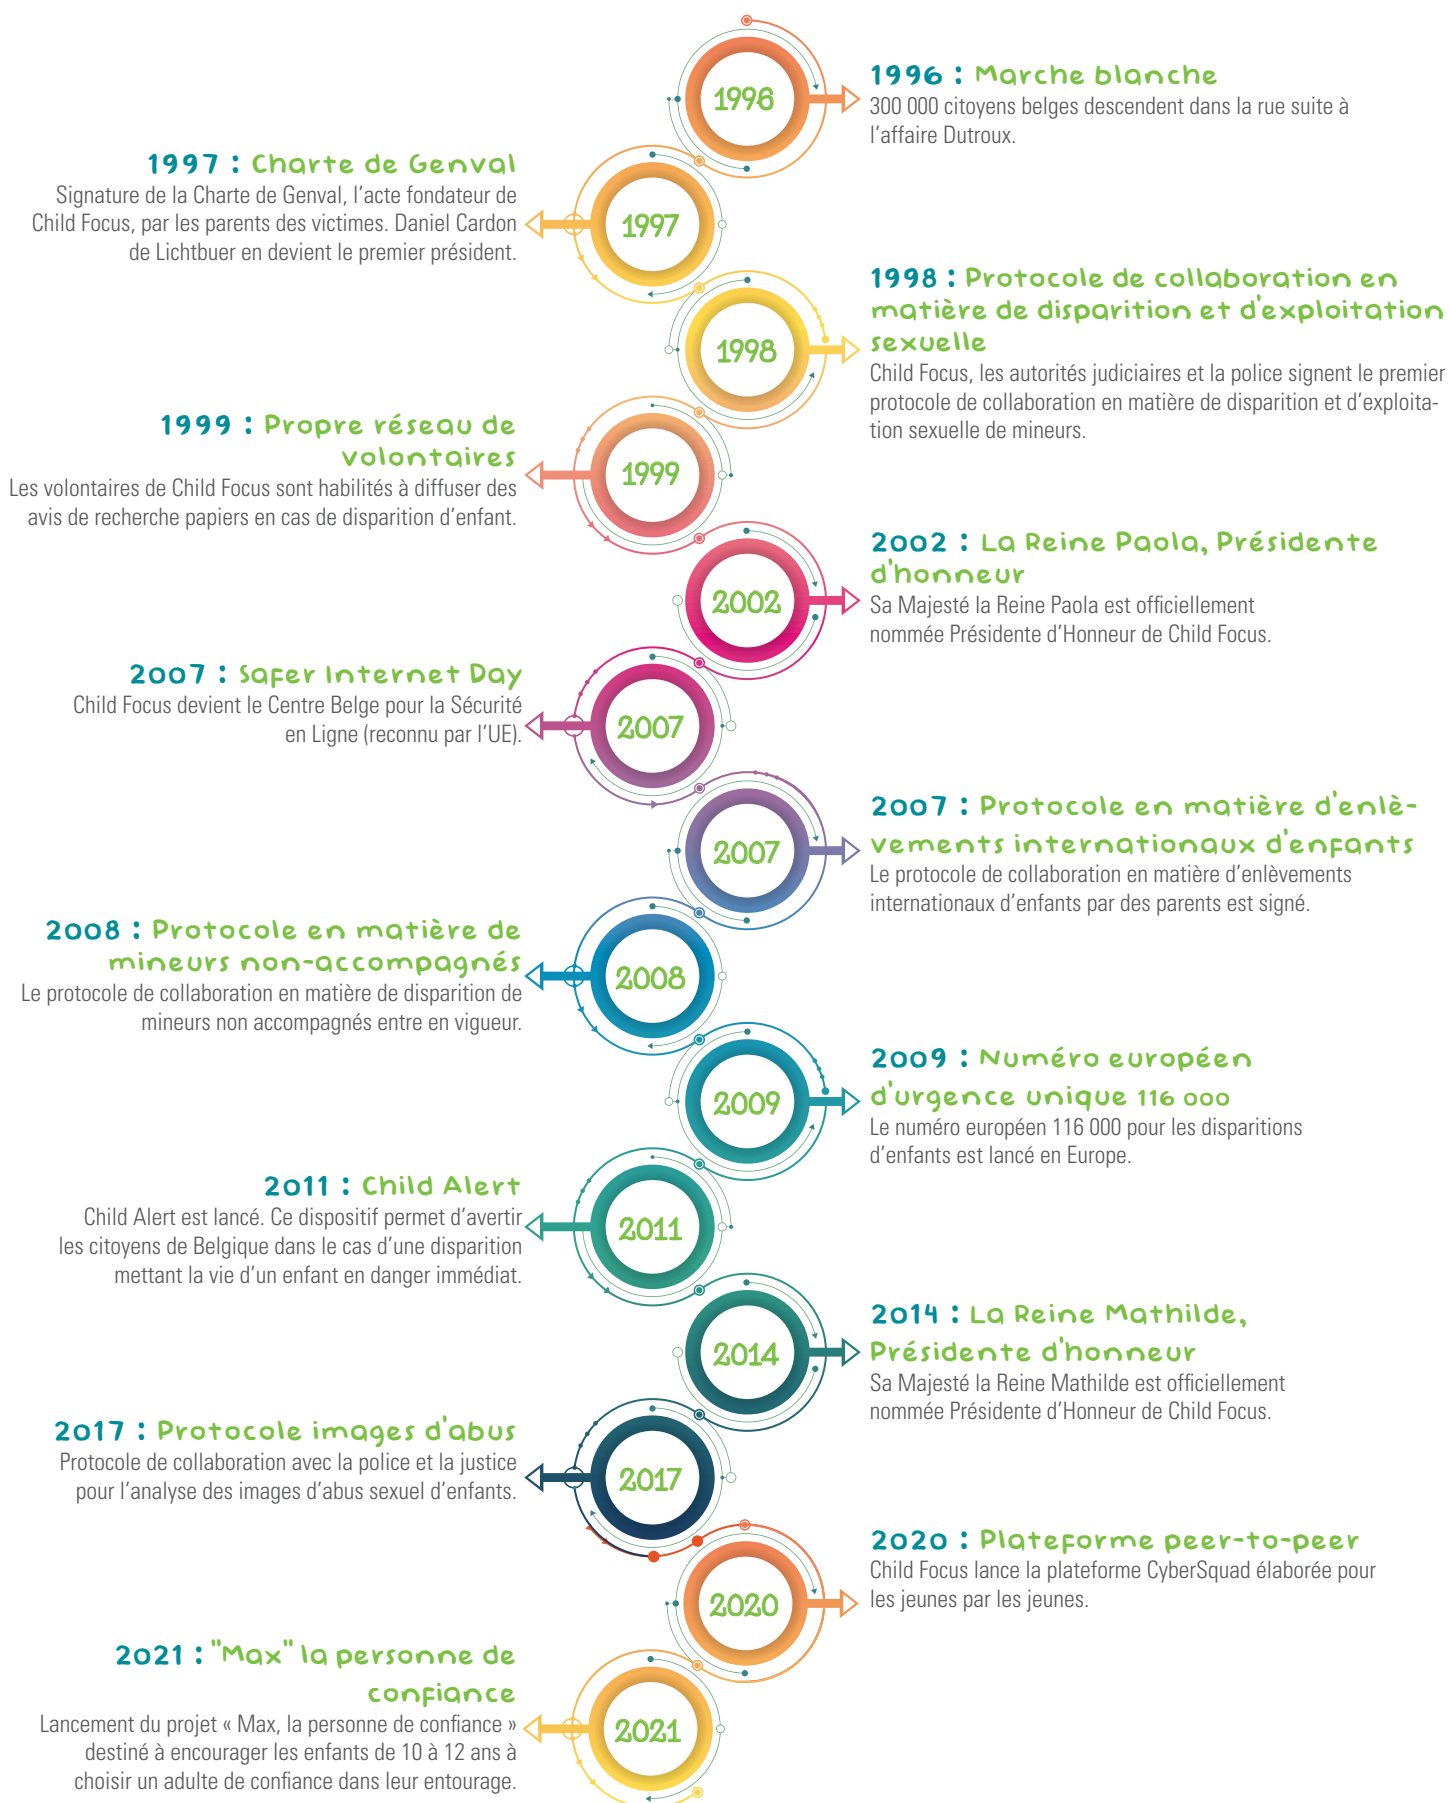 1996
1996 : Marche blanche
300 000 citoyens belges descendent dans la rue suite à
l'affaire Dutroux.
1997 : Charte de Genval
Signature de la Charte de Genval, l'acte fondateur de
Child Focus, par les parents des victimes. Daniel Cardon
de Lichtbuer en devient le premier président.
1997
1998
1998 : Protocole de collaboration en
matière de disparition et d'exploitation
sexuelle
Child Focus, les autorités judiciaires et la police signent le premier
protocole de collaboration en matière de disparition et d'exploita-
tion sexuelle de mineurs.
1999 : Propre réseau de
volontaires
Les volontaires de Child Focus sont habilités à diffuser des
avis de recherche papiers en cas de disparition d'enfant.
1999
2002
2002 : La Reine Paola, Présidente
d'honneur
Sa Majesté la Reine Paola est officiellement
nommée Présidente d'Honneur de Child Focus.
2007 : Safer Internet Day
Child Focus devient le Centre Belge pour la Sécurité
en Ligne (reconnu par l'UE).
2007
2007
2007 : Protocole en matière d'enlè-
vements internationaux d'enfants
Le protocole de collaboration en matière d'enlèvements
internationaux d'enfants par des parents est signé.
2008 : Protocole en matière de
mineurs non-accompagnés
Le protocole de collaboration en matière de disparition de
mineurs non accompagnés entre en vigueur.
2008
2009
2009 : Numéro européen
d'urgence unique 116 000
Le numéro européen 116 000 pour les disparitions
d'enfants est lancé en Europe.
2011 : Child Alert
Child Alert est lancé. Ce dispositif permet d'avertir
les citoyens de Belgique dans le cas d'une disparition
mettant la vie d'un enfant en danger immédiat.
2011
2014
2014 : La Reine Mathilde,
Présidente d'honneur
Sa Majesté la Reine Mathilde est officiellement
nommée Présidente d'Honneur de Child Focus.
2017 : Protocole images d'abus
Protocole de collaboration avec la police et la justice
pour l'analyse des images d'abus sexuel d'enfants.
2017
2020
2020 : Plateforme peer-to-peer
Child Focus lance la plateforme CyberSquad élaborée pour
les jeunes par les jeunes.
2021 : "Max" la personne de
confiance
Lancement du projet « Max, la personne de confiance »
destiné à encourager les enfants de 10 à 12 ans à
choisir un adulte de confiance dans leur entourage.
2021